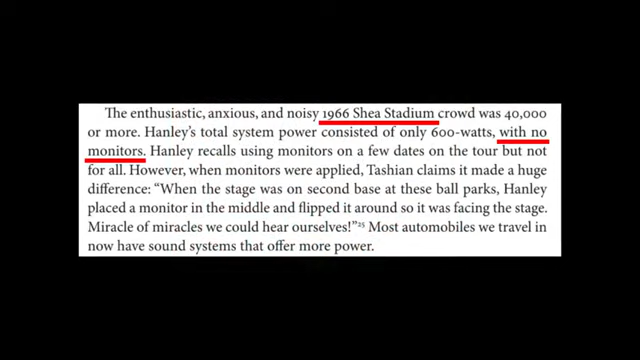 The enthusiastic, anxious, and noisy 1966 Shea Stadium crowd was 40,000
or more. Hanley's total system power consisted of only 600-watts, with no
monitors. Hanley recalls using monitors on a few dates on the tour but not
for all. However, when monitors were applied, Tashian claims it made a huge
difference: “When the stage was on second base at these ball parks, Hanley
placed a monitor in the middle and flipped it around so it was facing the stage.
Miracle of miracles we could hear ourselves!”²⁵ Most automobiles we travel in
now have sound systems that offer more power.